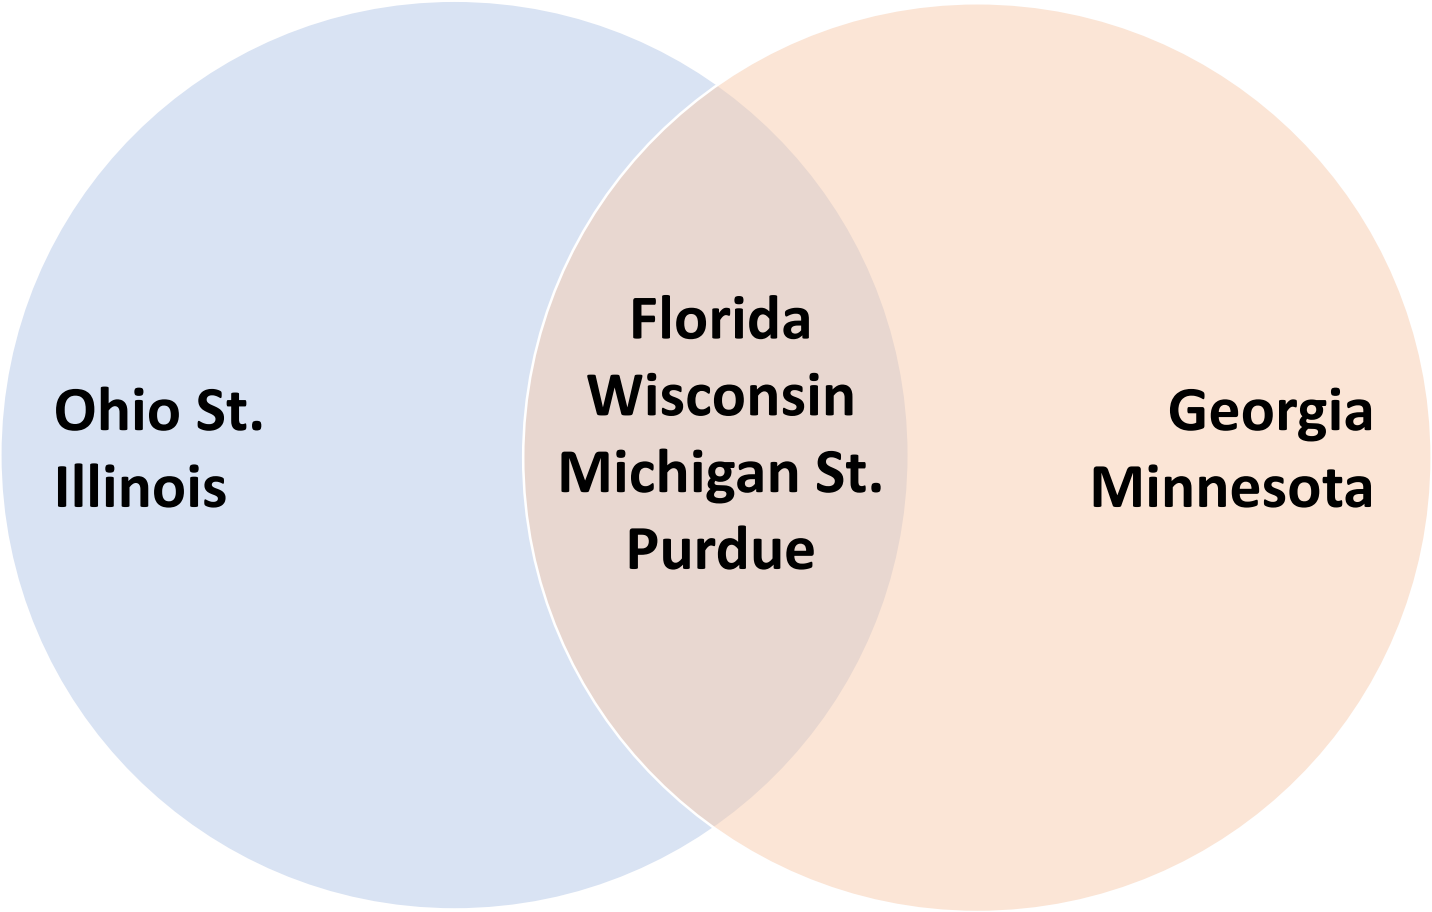 Ohio St.
Illinois
Florida
Wisconsin
Michigan St.
Purdue
Georgia
Minnesota